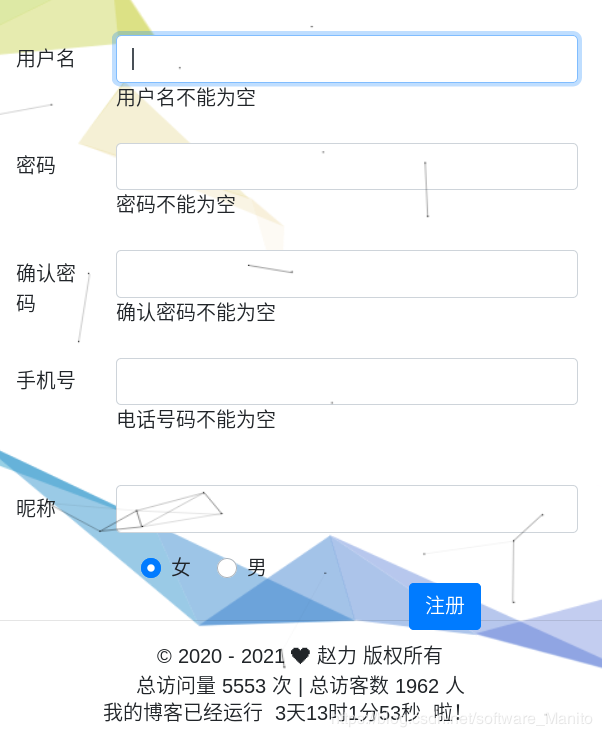 用户名
用户名不能为空
密码
密码不能为空
确认密
码
确认密码不能为空
手机号
电话号码不能为空
昵称
女 男
注册
© 2020 - 2021 ❤ 赵力 版权所有
总访问量 5553 次 | 总访客数 1962 人
我的博客已经运行 3天13时1分53秒 啦!
https://blog.csdn.net/software_Manito